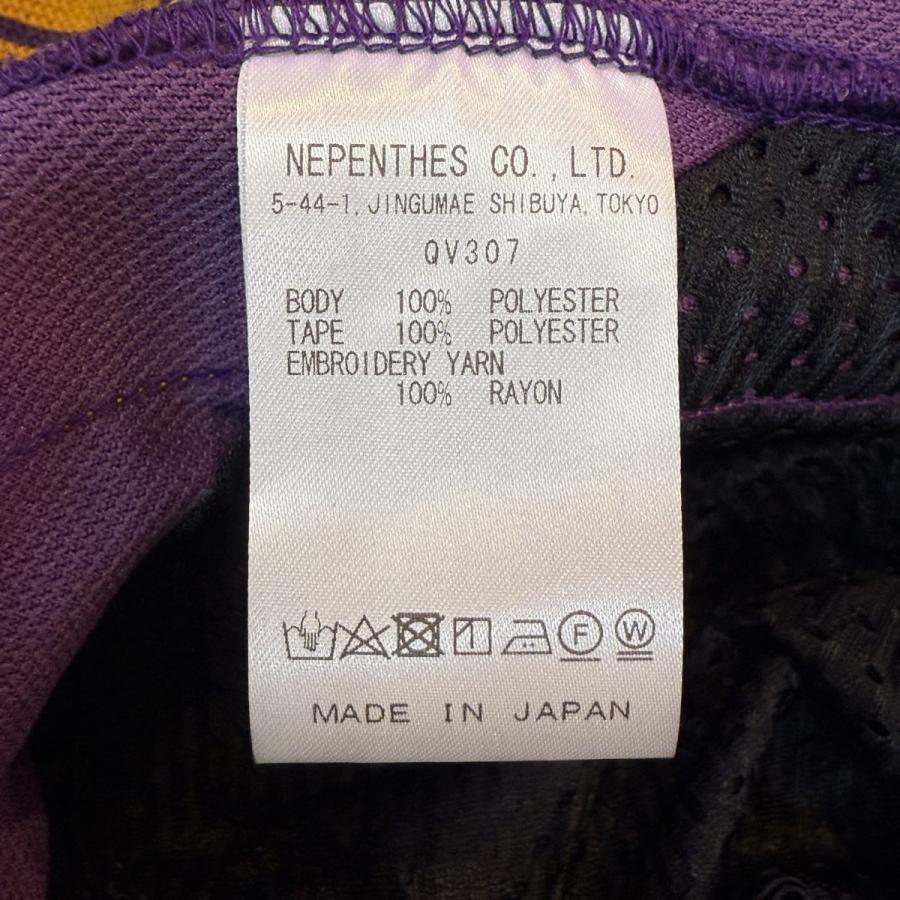 NEPENTHES CO.,LTD.
5-44-1, JINGUMAE SHIBUYA, TOKYO
QV307
BODY 100% POLYESTER
TAPE 100% POLYESTER
EMBROIDERY YARN
100% RAYON
F W
MADE IN JAPAN